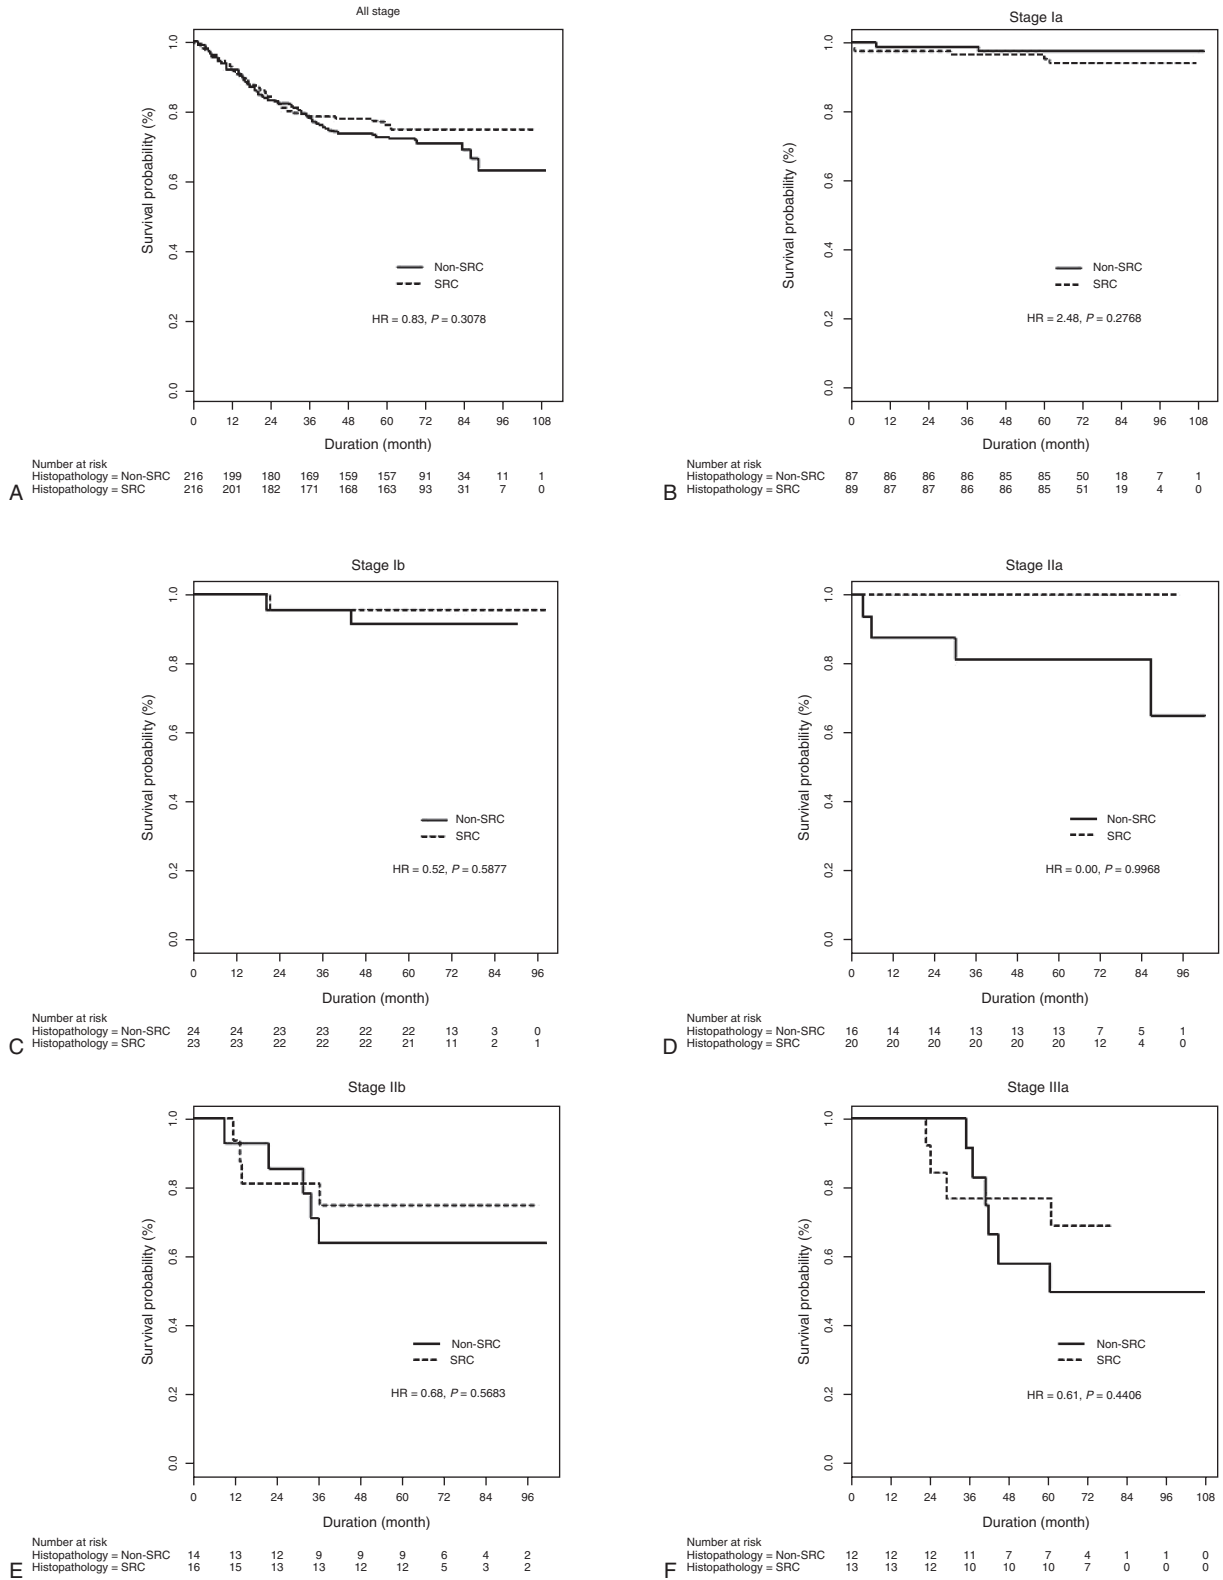 All stage
Survival probability (%)
1.0
0.8
0.6
0.4
0.2
0.0
Non-SRC
SRC
HR = 0.83, P = 0.3078
0 12 24 36 48 60 72 84 96 108
Duration (month)
Number at risk
Histopathology = Non-SRC 216 199 180 169 159 157 91 34 11 1
Histopathology = SRC 216 201 182 171 168 163 93 31 7 0
A
Stage Ia
Survival probability (%)
1.0
0.8
0.6
0.4
0.2
0.0
Non-SRC
SRC
HR = 2.48, P = 0.2768
0 12 24 36 48 60 72 84 96 108
Duration (month)
Number at risk
Histopathology = Non-SRC 87 86 86 86 85 85 50 18 7 1
Histopathology = SRC 89 87 87 86 86 85 51 19 4 0
B
Stage Ib
Survival probability (%)
1.0
0.8
0.6
0.4
0.2
0.0
Non-SRC
SRC
HR = 0.52, P = 0.5877
0 12 24 36 48 60 72 84 96
Duration (month)
Number at risk
Histopathology = Non-SRC 24 24 23 23 22 22 13 3 0
Histopathology = SRC 23 23 22 22 22 21 11 2 1
C
Stage IIa
Survival probability (%)
1.0
0.8
0.6
0.4
0.2
0.0
Non-SRC
SRC
HR = 0.00, P = 0.9968
0 12 24 36 48 60 72 84 96
Duration (month)
Number at risk
Histopathology = Non-SRC 16 14 14 13 13 13 7 5 1
Histopathology = SRC 20 20 20 20 20 20 12 4 0
D
Stage IIb
Survival probability (%)
1.0
0.8
0.6
0.4
0.2
0.0
Non-SRC
SRC
HR = 0.68, P = 0.5683
0 12 24 36 48 60 72 84 96
Duration (month)
Number at risk
Histopathology = Non-SRC 14 13 12 9 9 9 6 4 2
Histopathology = SRC 16 15 13 13 12 12 5 3 2
E
Stage IIIa
Survival probability (%)
1.0
0.8
0.6
0.4
0.2
0.0
Non-SRC
SRC
HR = 0.61, P = 0.4406
0 12 24 36 48 60 72 84 96 108
Duration (month)
Number at risk
Histopathology = Non-SRC 12 12 12 11 7 7 4 1 1 0
Histopathology = SRC 13 13 12 10 10 10 7 0 0 0
F